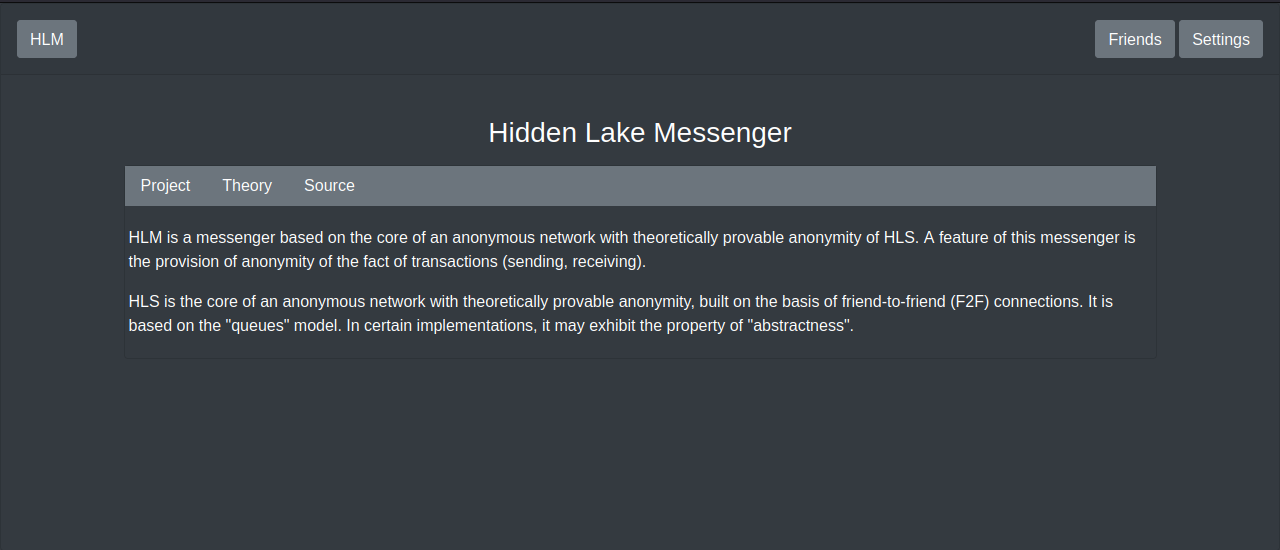 HLM
Friends
Settings
Hidden Lake Messenger
Project
Theory
Source
HLM is a messenger based on the core of an anonymous network with theoretically provable anonymity of HLS. A feature of this messenger is
the provision of anonymity of the fact of transactions (sending, receiving).
HLS is the core of an anonymous network with theoretically provable anonymity, built on the basis of friend-to-friend (F2F) connections. It is
based on the "queues" model. In certain implementations, it may exhibit the property of "abstractness".